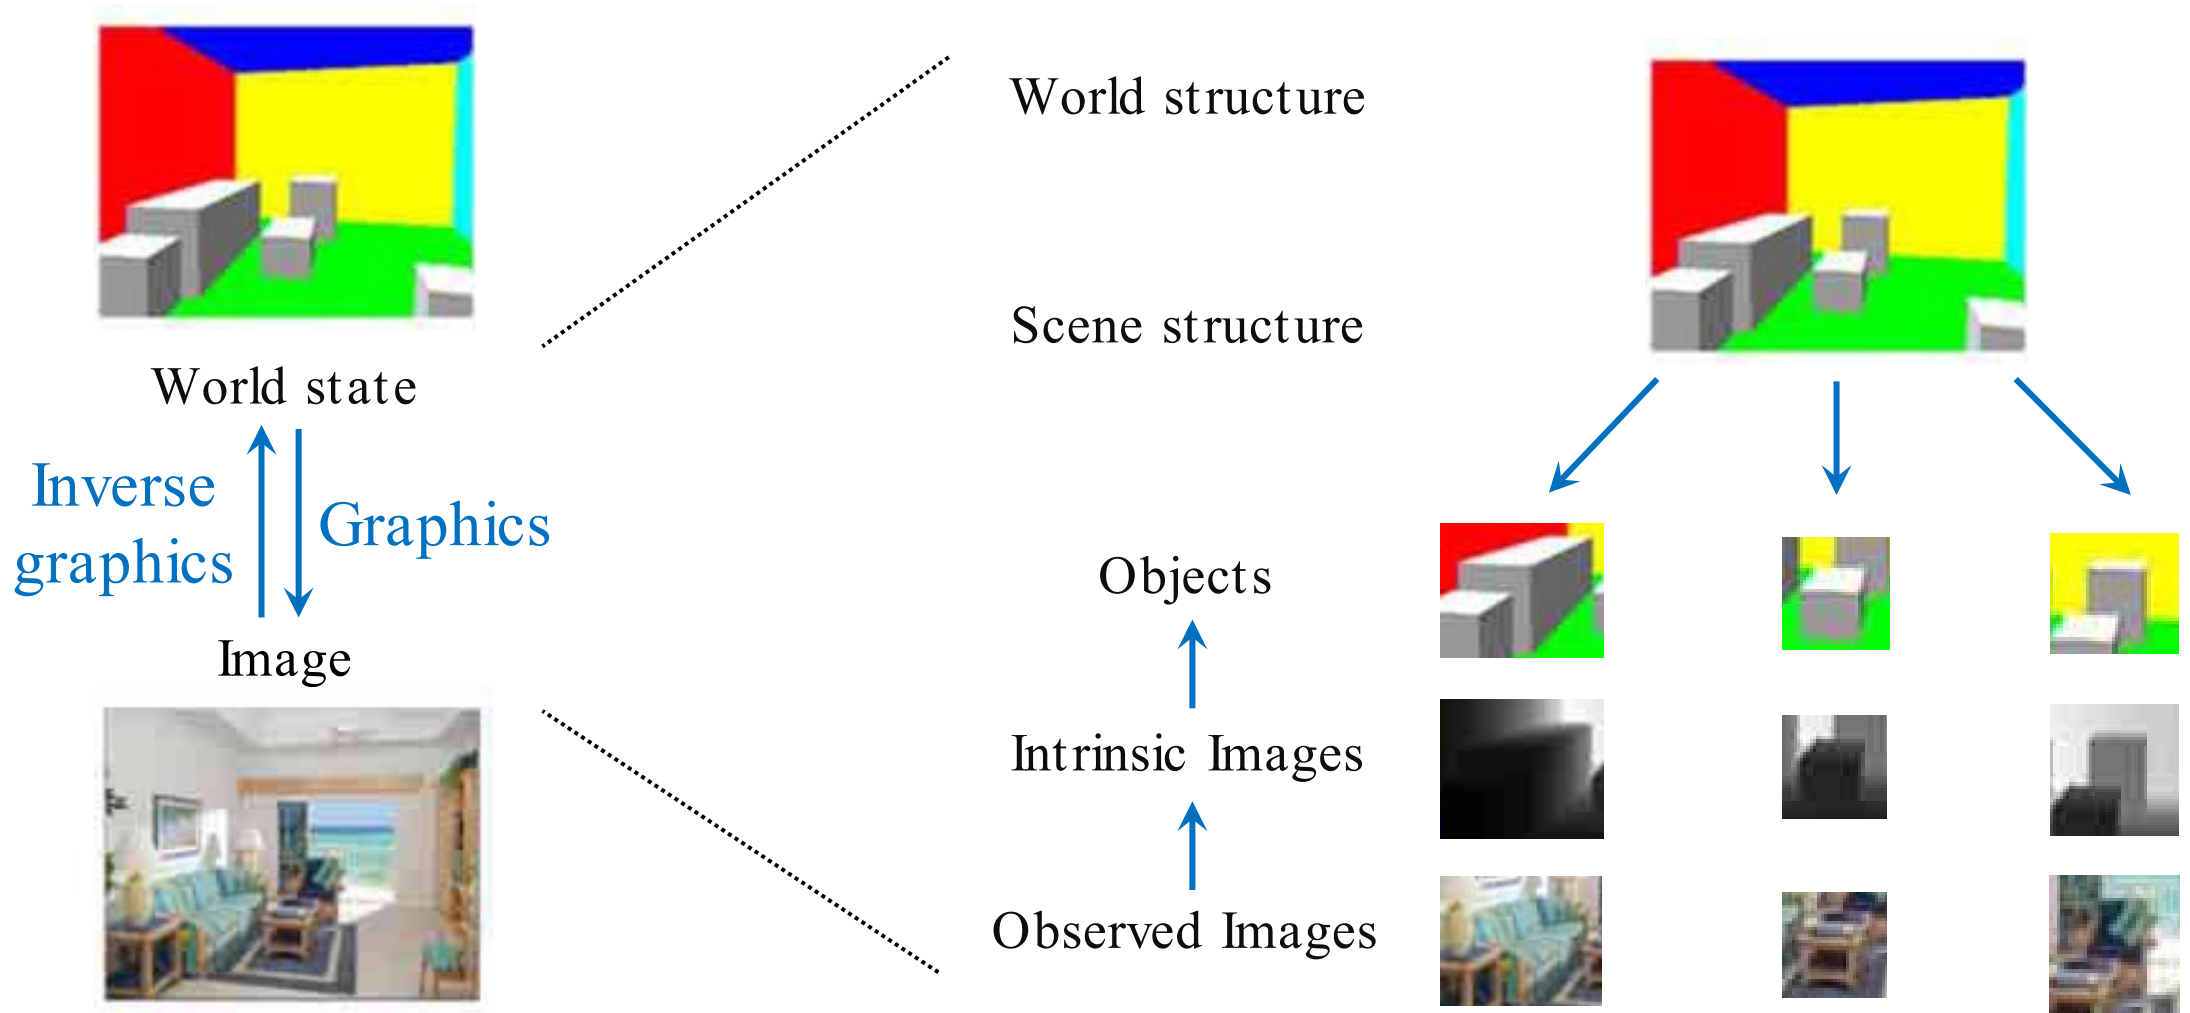 World state
Inverse
graphics
Graphics
Image
World structure
Scene structure
Objects
Intrinsic Images
Observed Images